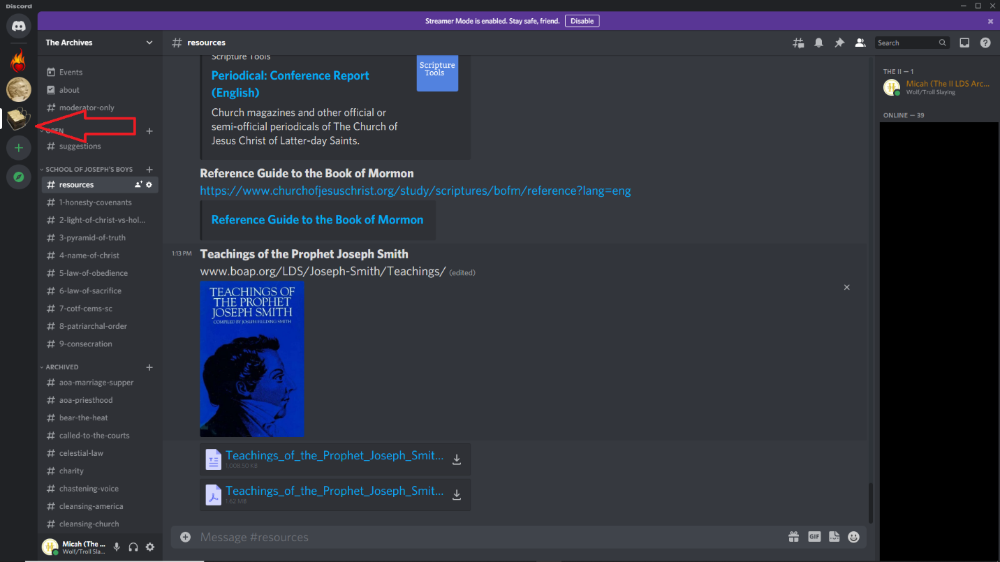 Discord
Streamer Mode is enabled. Stay safe, friend. Disable
The Archives
Events
about
moderator-only
OPEN
suggestions
SCHOOL OF JOSEPH'S BOYS
resources
1-honesty-covenants
2-light-of-christ-vs-hol...
3-pyramid-of-truth
4-name-of-christ
5-law-of-obedience
6-law-of-sacrifice
7-cotf-cems-sc
8-patriarchal-order
9-consecration
ARCHIVED
aoa-marriage-supper
aoa-priesthood
bear-the-heat
called-to-the-courts
celestial-law
charity
chastening-voice
cleansing-america
cleansing-church
Micah (The ...
Wolf/Troll Sla...
resources
Search
Scripture Tools
Periodical: Conference Report
(English)
Church magazines and other official or
semi-official periodicals of The Church of
Jesus Christ of Latter-day Saints.
Scripture
Tools
Reference Guide to the Book of Mormon
https://www.churchofjesuschrist.org/study/scriptures/bofm/reference?lang=eng
Reference Guide to the Book of Mormon
1:13 PM
Teachings of the Prophet Joseph Smith
www.boap.org/LDS/Joseph-Smith/Teachings/ (edited)
TEACHINGS OF
THE PROPHET
JOSEPH SMITH
COMPILED BY JOSEPH FIELDING SMITH
Teachings_of_the_Prophet_Joseph_Smit...
1,008.50 KB
Teachings_of_the_Prophet_Joseph_Smit...
1.62 MB
Message #resources
GIF
THE II — 1
Micah (The II LDS Arc...
Wolf/Troll Slaying
ONLINE — 39